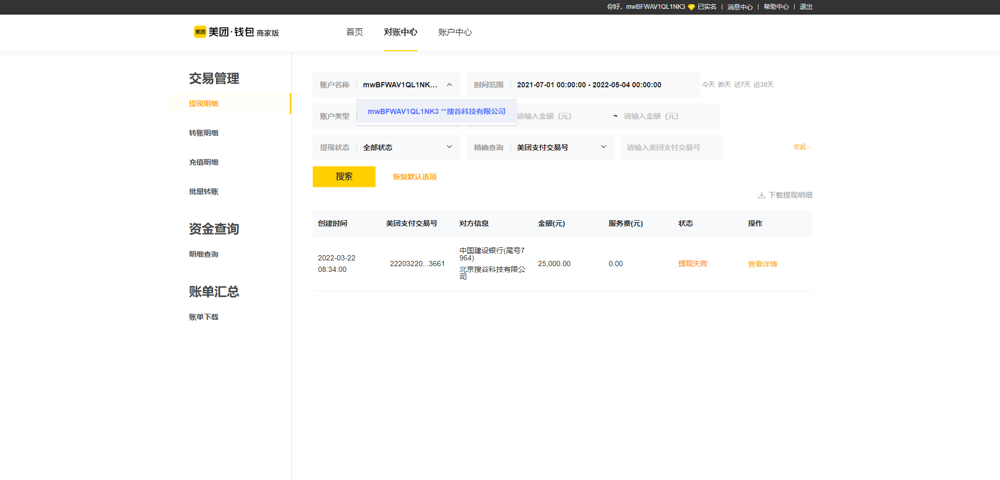 你好，mwBFWAV1QL1NK3 已实名 | 消息中心 | 帮助中心 | 退出
美团 美团·钱包 商家版 首页 对账中心 账户中心
交易管理
提现明细
转账明细
充值明细
批量转账
资金查询
明细查询
账单汇总
账单下载
账户名称 mwBFWAV1QL1NK... 时间范围 2021-07-01 00:00:00 - 2022-05-04 00:00:00 今天 昨天 近7天 近30天
mwBFWAV1QL1NK3 **搜谷科技有限公司
账户类型 请输入金额（元） ~ 请输入金额（元）
提现状态 全部状态 精确查询 美团支付交易号 请输入美团支付交易号 收起
搜索 恢复默认选项
下载提现明细
创建时间 美团支付交易号 对方信息 金额(元) 服务费(元) 状态 操作
2022-03-22
08:34:00
22203220...3661
中国建设银行(尾号7
964)
北京搜谷科技有限公
司
25,000.00 0.00 提现失败 查看详情